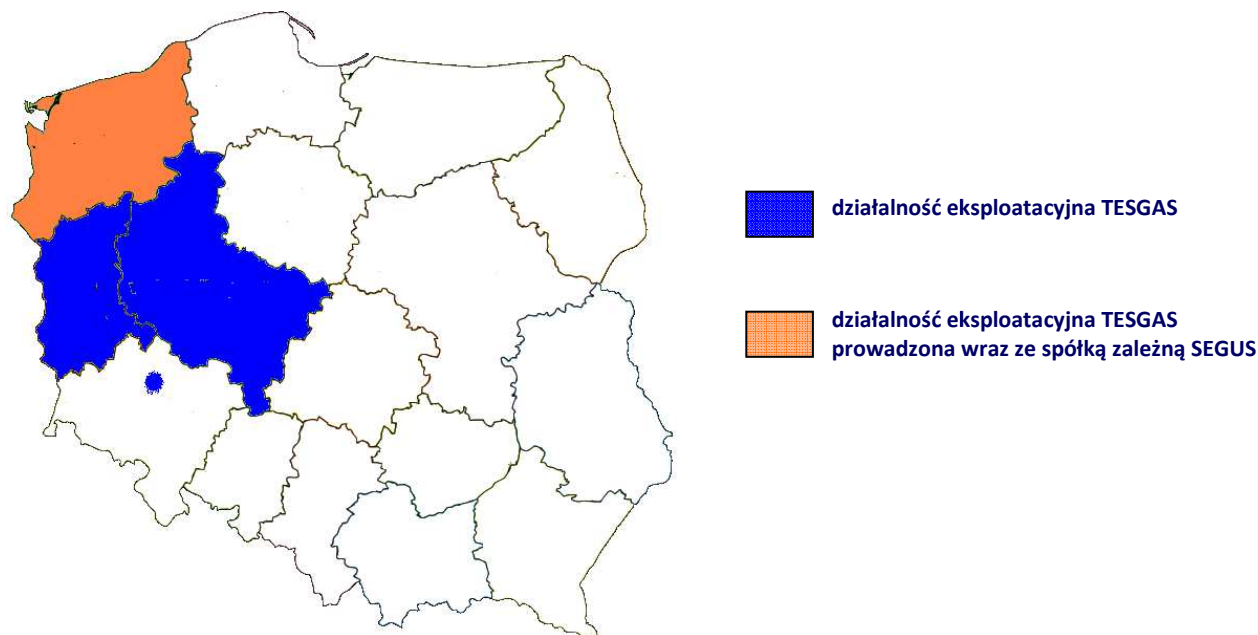 działalność eksploatacyjna TESGAS
działalność eksploatacyjna TESGAS
prowadzona wraz ze spółką zależną SEGUS